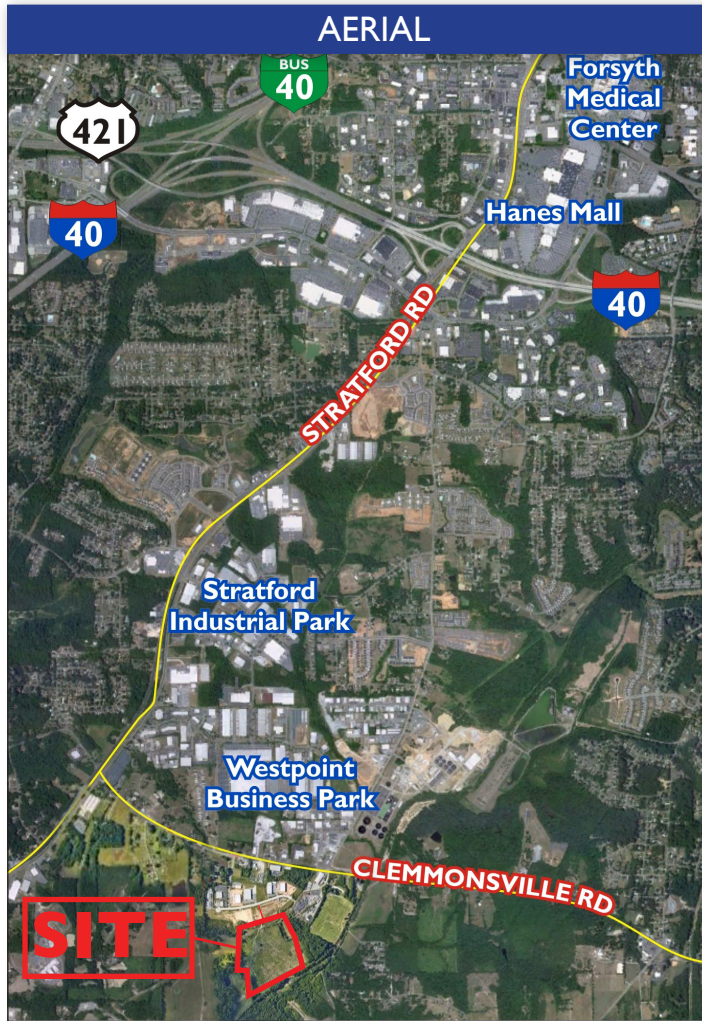 AERIAL
BUS
40
Forsyth
Medical
Center
421
40
Hanes Mall
40
STRATFORD RD
Stratford
Industrial Park
Westpoint
Business Park
CLEMMONSVILLE RD
SITE